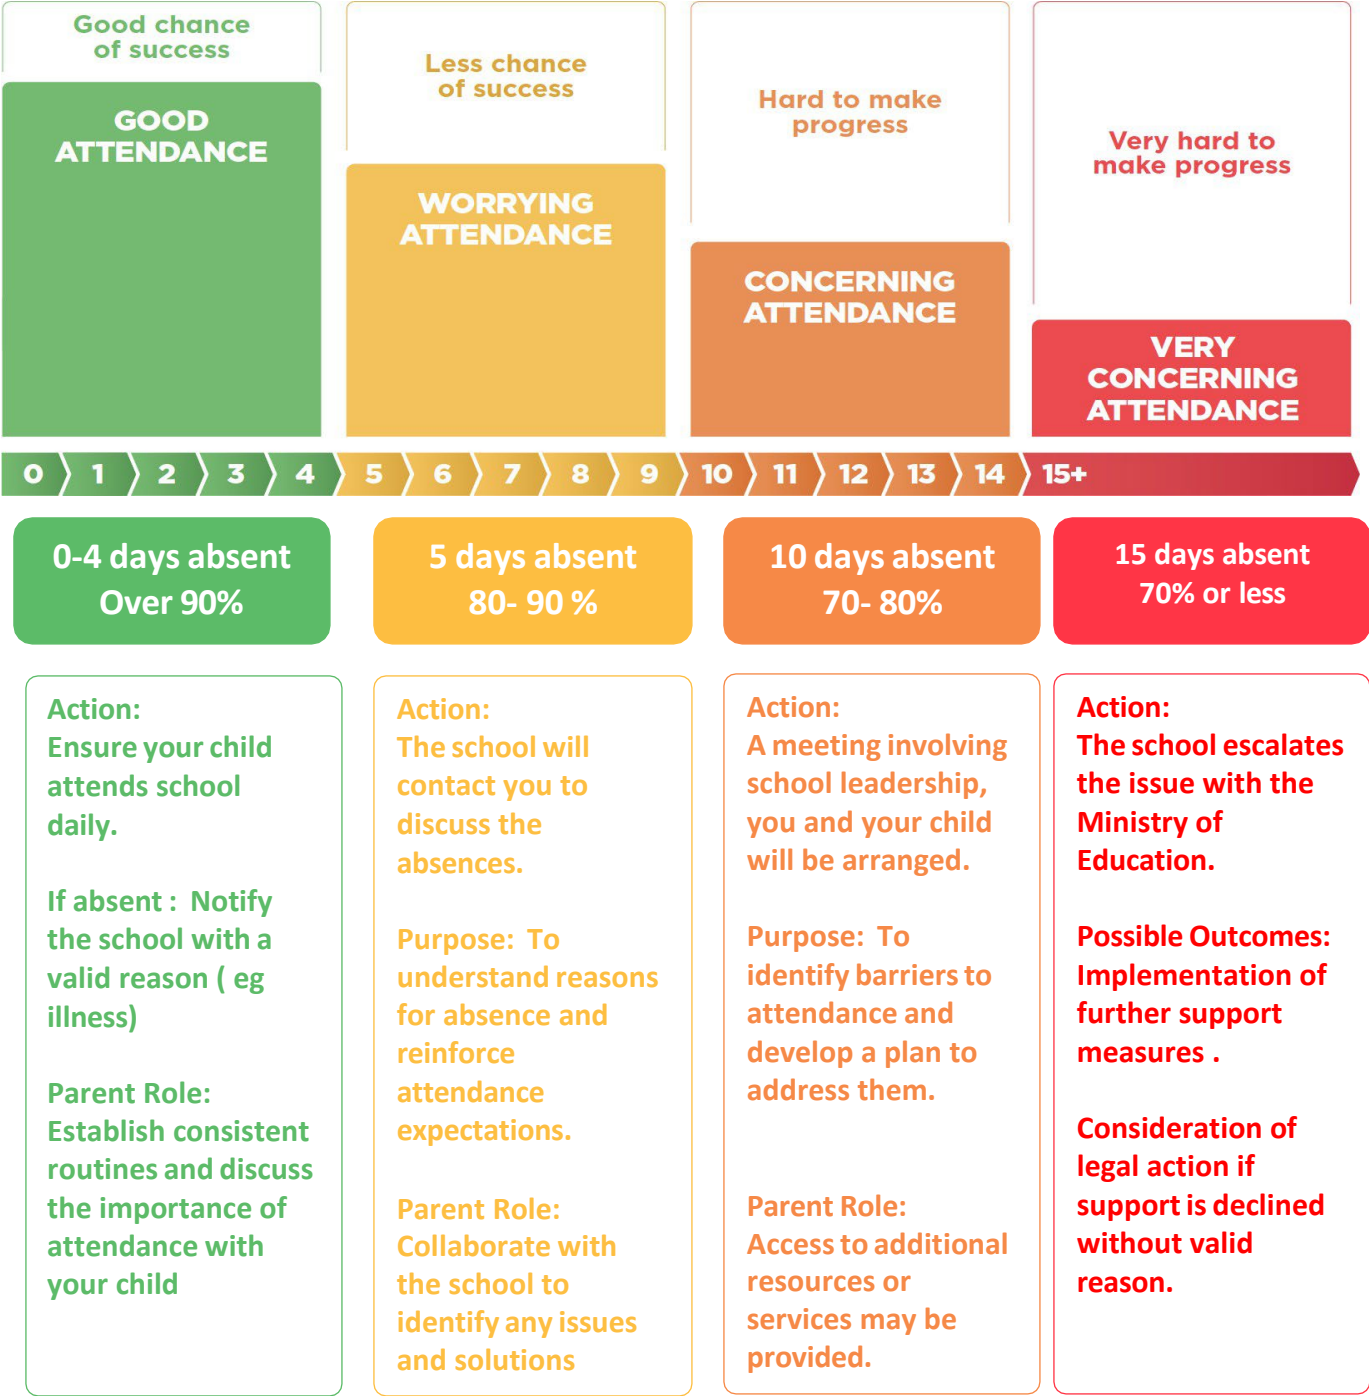 Good chance
of success
GOOD
ATTENDANCE
Less chance
of success
WORRYING
ATTENDANCE
Hard to make
progress
CONCERNING
ATTENDANCE
Very hard to
make progress
VERY
CONCERNING
ATTENDANCE
0 1 2 3 4 5 6 7 8 9 10 11 12 13 14 15+
0-4 days absent
Over 90%
5 days absent
80- 90 %
10 days absent
70- 80%
15 days absent
70% or less
Action:
Ensure your child
attends school
daily.
If absent :  Notify
the school with a
valid reason ( eg
illness)
Parent Role:
Establish consistent
routines and discuss
the importance of
attendance with
your child
Action:
The school will
contact you to
discuss the
absences.
Purpose:  To
understand reasons
for absence and
reinforce
attendance
expectations.
Parent Role:
Collaborate with
the school to
identify any issues
and solutions
Action:
A meeting involving
school leadership,
you and your child
will be arranged.
Purpose:  To
identify barriers to
attendance and
develop a plan to
address them.
Parent Role:
Access to additional
resources or
services may be
provided.
Action:
The school escalates
the issue with the
Ministry of
Education.
Possible Outcomes:
Implementation of
further support
measures .
Consideration of
legal action if
support is declined
without valid
reason.